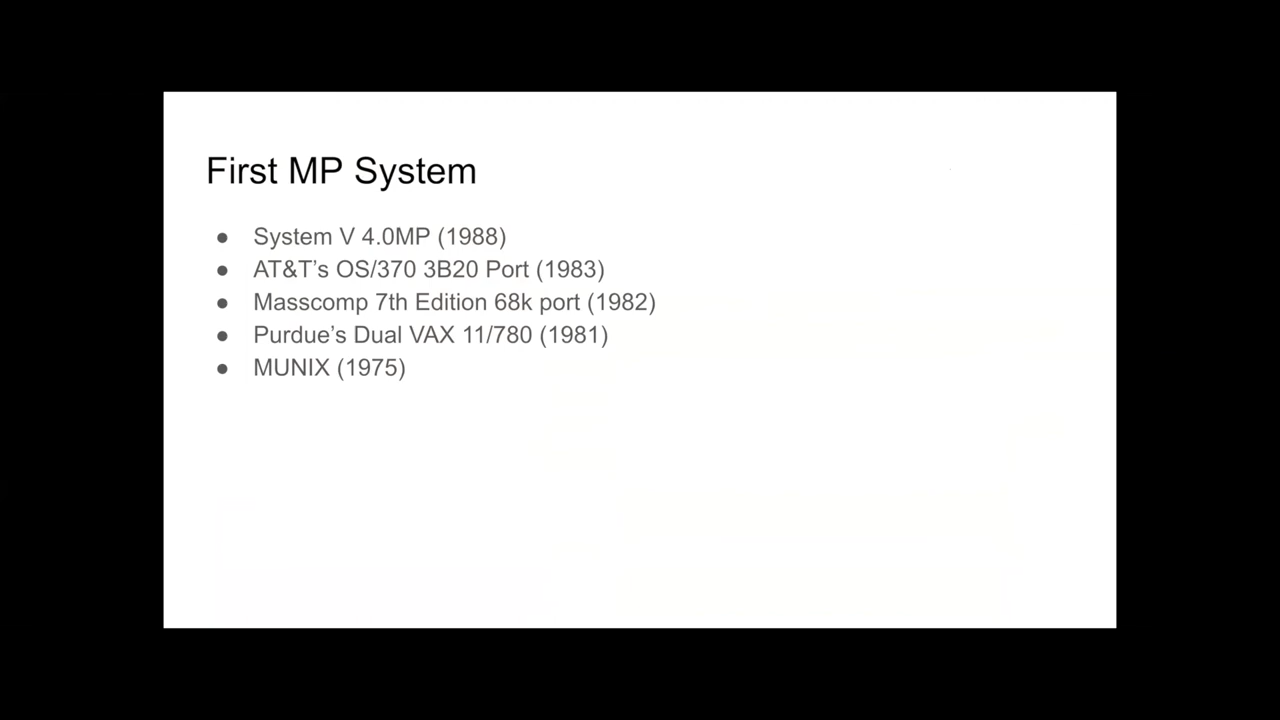 First MP System
● System V 4.0MP (1988)
● AT&T’s OS/370 3B20 Port (1983)
● Masscomp 7th Edition 68k port (1982)
● Purdue’s Dual VAX 11/780 (1981)
● MUNIX (1975)